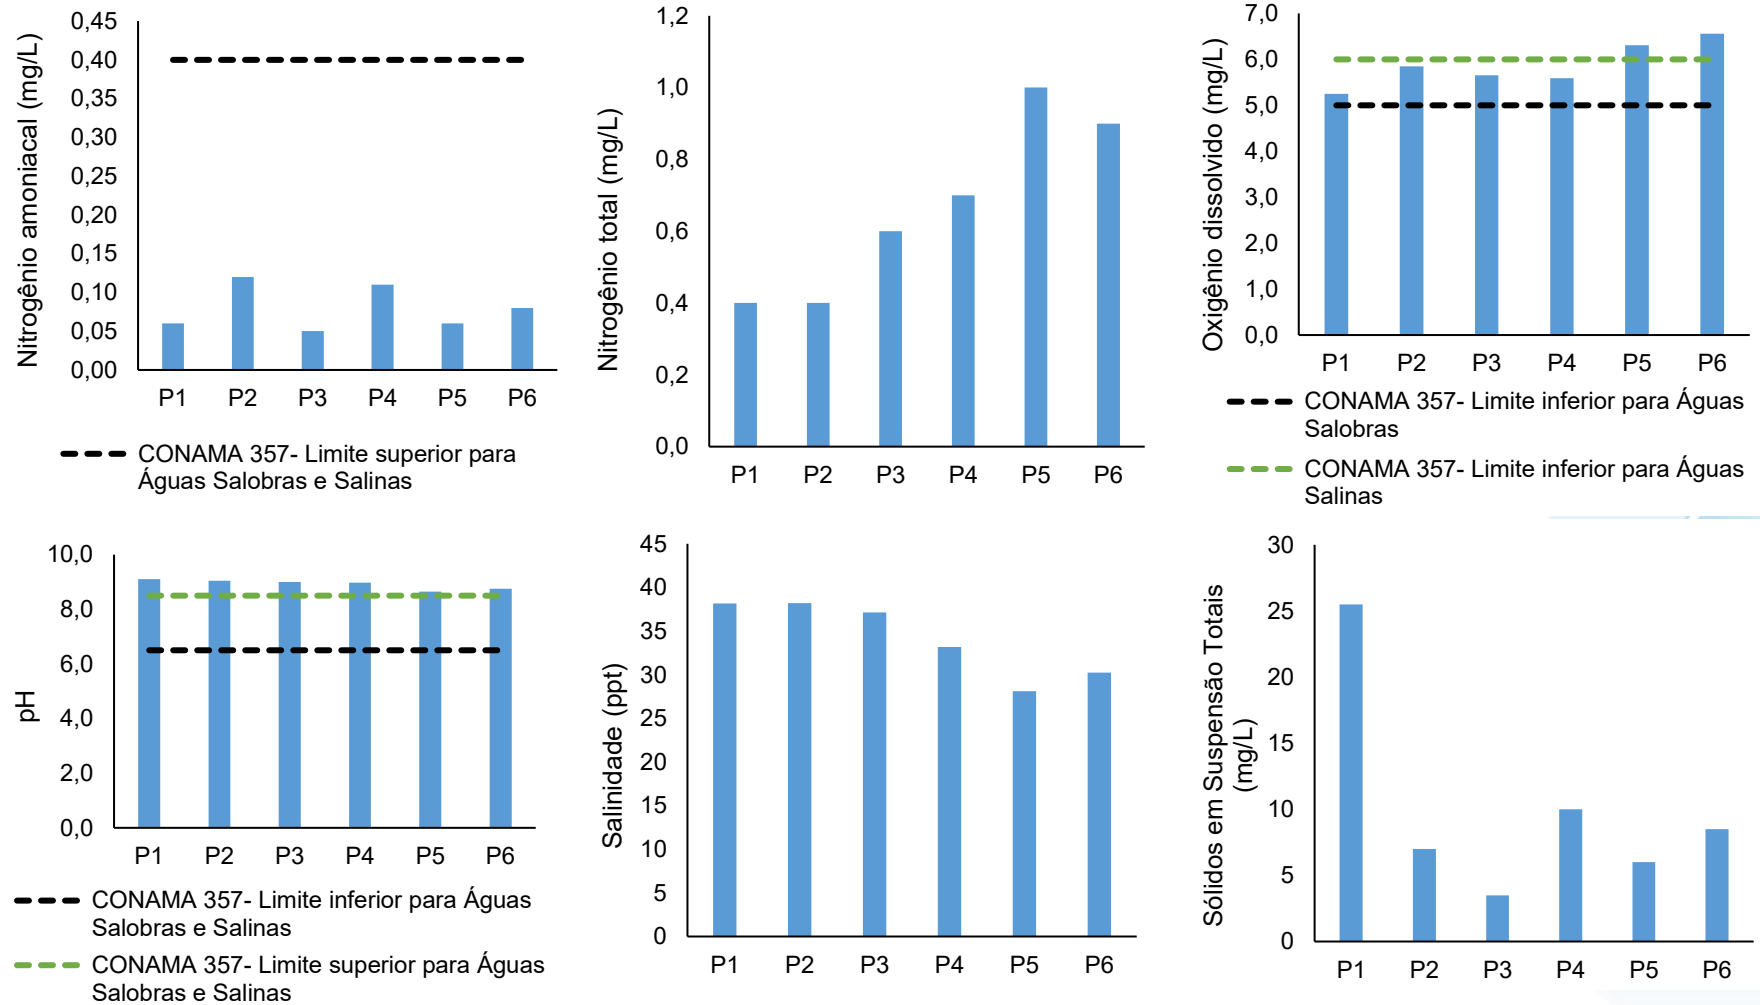 Nitrogênio amoniacal (mg/L)
0,45
0,40
0,35
0,30
0,25
0,20
0,15
0,10
0,05
0,00
P1 P2 P3 P4 P5 P6
CONAMA 357- Limite superior para
Águas Salobras e Salinas
Nitrogênio total (mg/L)
1,2
1,0
0,8
0,6
0,4
0,2
0,0
P1 P2 P3 P4 P5 P6
Oxigênio dissolvido (mg/L)
7,0
6,0
5,0
4,0
3,0
2,0
1,0
0,0
P1 P2 P3 P4 P5 P6
CONAMA 357- Limite inferior para Águas
Salobras
CONAMA 357- Limite inferior para Águas
Salinas
pH
10,0
8,0
6,0
4,0
2,0
0,0
P1 P2 P3 P4 P5 P6
CONAMA 357- Limite inferior para Águas
Salobras e Salinas
CONAMA 357- Limite superior para Águas
Salobras e Salinas
Salinidade (ppt)
45
40
35
30
25
20
15
10
5
0
P1 P2 P3 P4 P5 P6
Sólidos em Suspensão Totais
(mg/L)
30
25
20
15
10
5
0
P1 P2 P3 P4 P5 P6